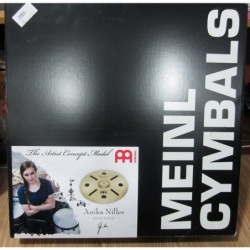 The Artist Concept Model
MEINL
Anika Nilles
MEINL
CYMBALS